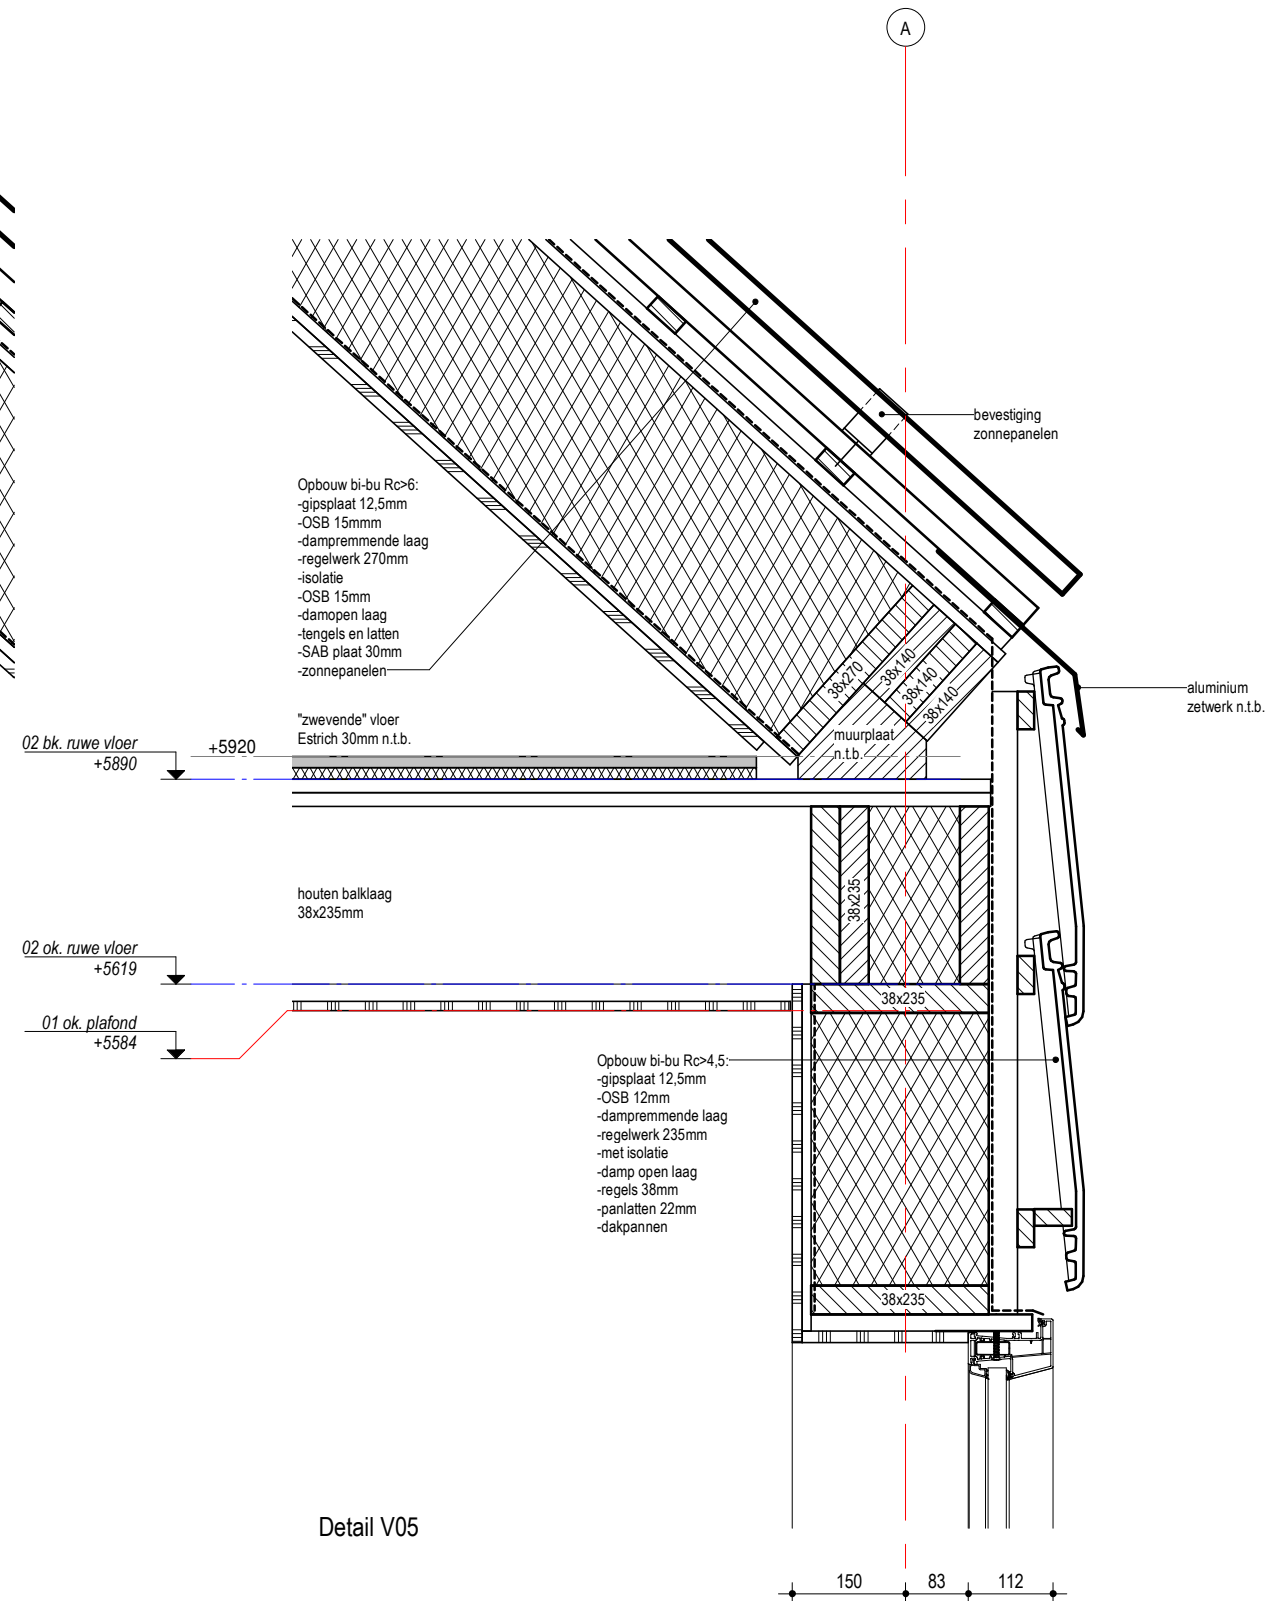 A
bevestiging
zonnepanelen
Opbouw bi-bu Rc>6:
-gipsplaat 12,5mm
-OSB 15mmm
-dampremmende laag
-regelwerk 270mm
-isolatie
-OSB 15mm
-damopen laag
-tengels en latten
-SAB plaat 30mm
-zonnepanelen
38x270
38x140
38x140
38x140
aluminium
zetwerk n.t.b.
"zwevende" vloer
Estrich 30mm n.t.b.
muurplaat
n.t.b.
02 bk. ruwe vloer
+5890
+5920
houten balklaag
38x235mm
38x235
02 ok. ruwe vloer
+5619
38x235
01 ok. plafond
+5584
Opbouw bi-bu Rc>4,5:
-gipsplaat 12,5mm
-OSB 12mm
-dampremmende laag
-regelwerk 235mm
-met isolatie
-damp open laag
-regels 38mm
-panlatten 22mm
-dakpannen
38x235
Detail V05
150
83
112